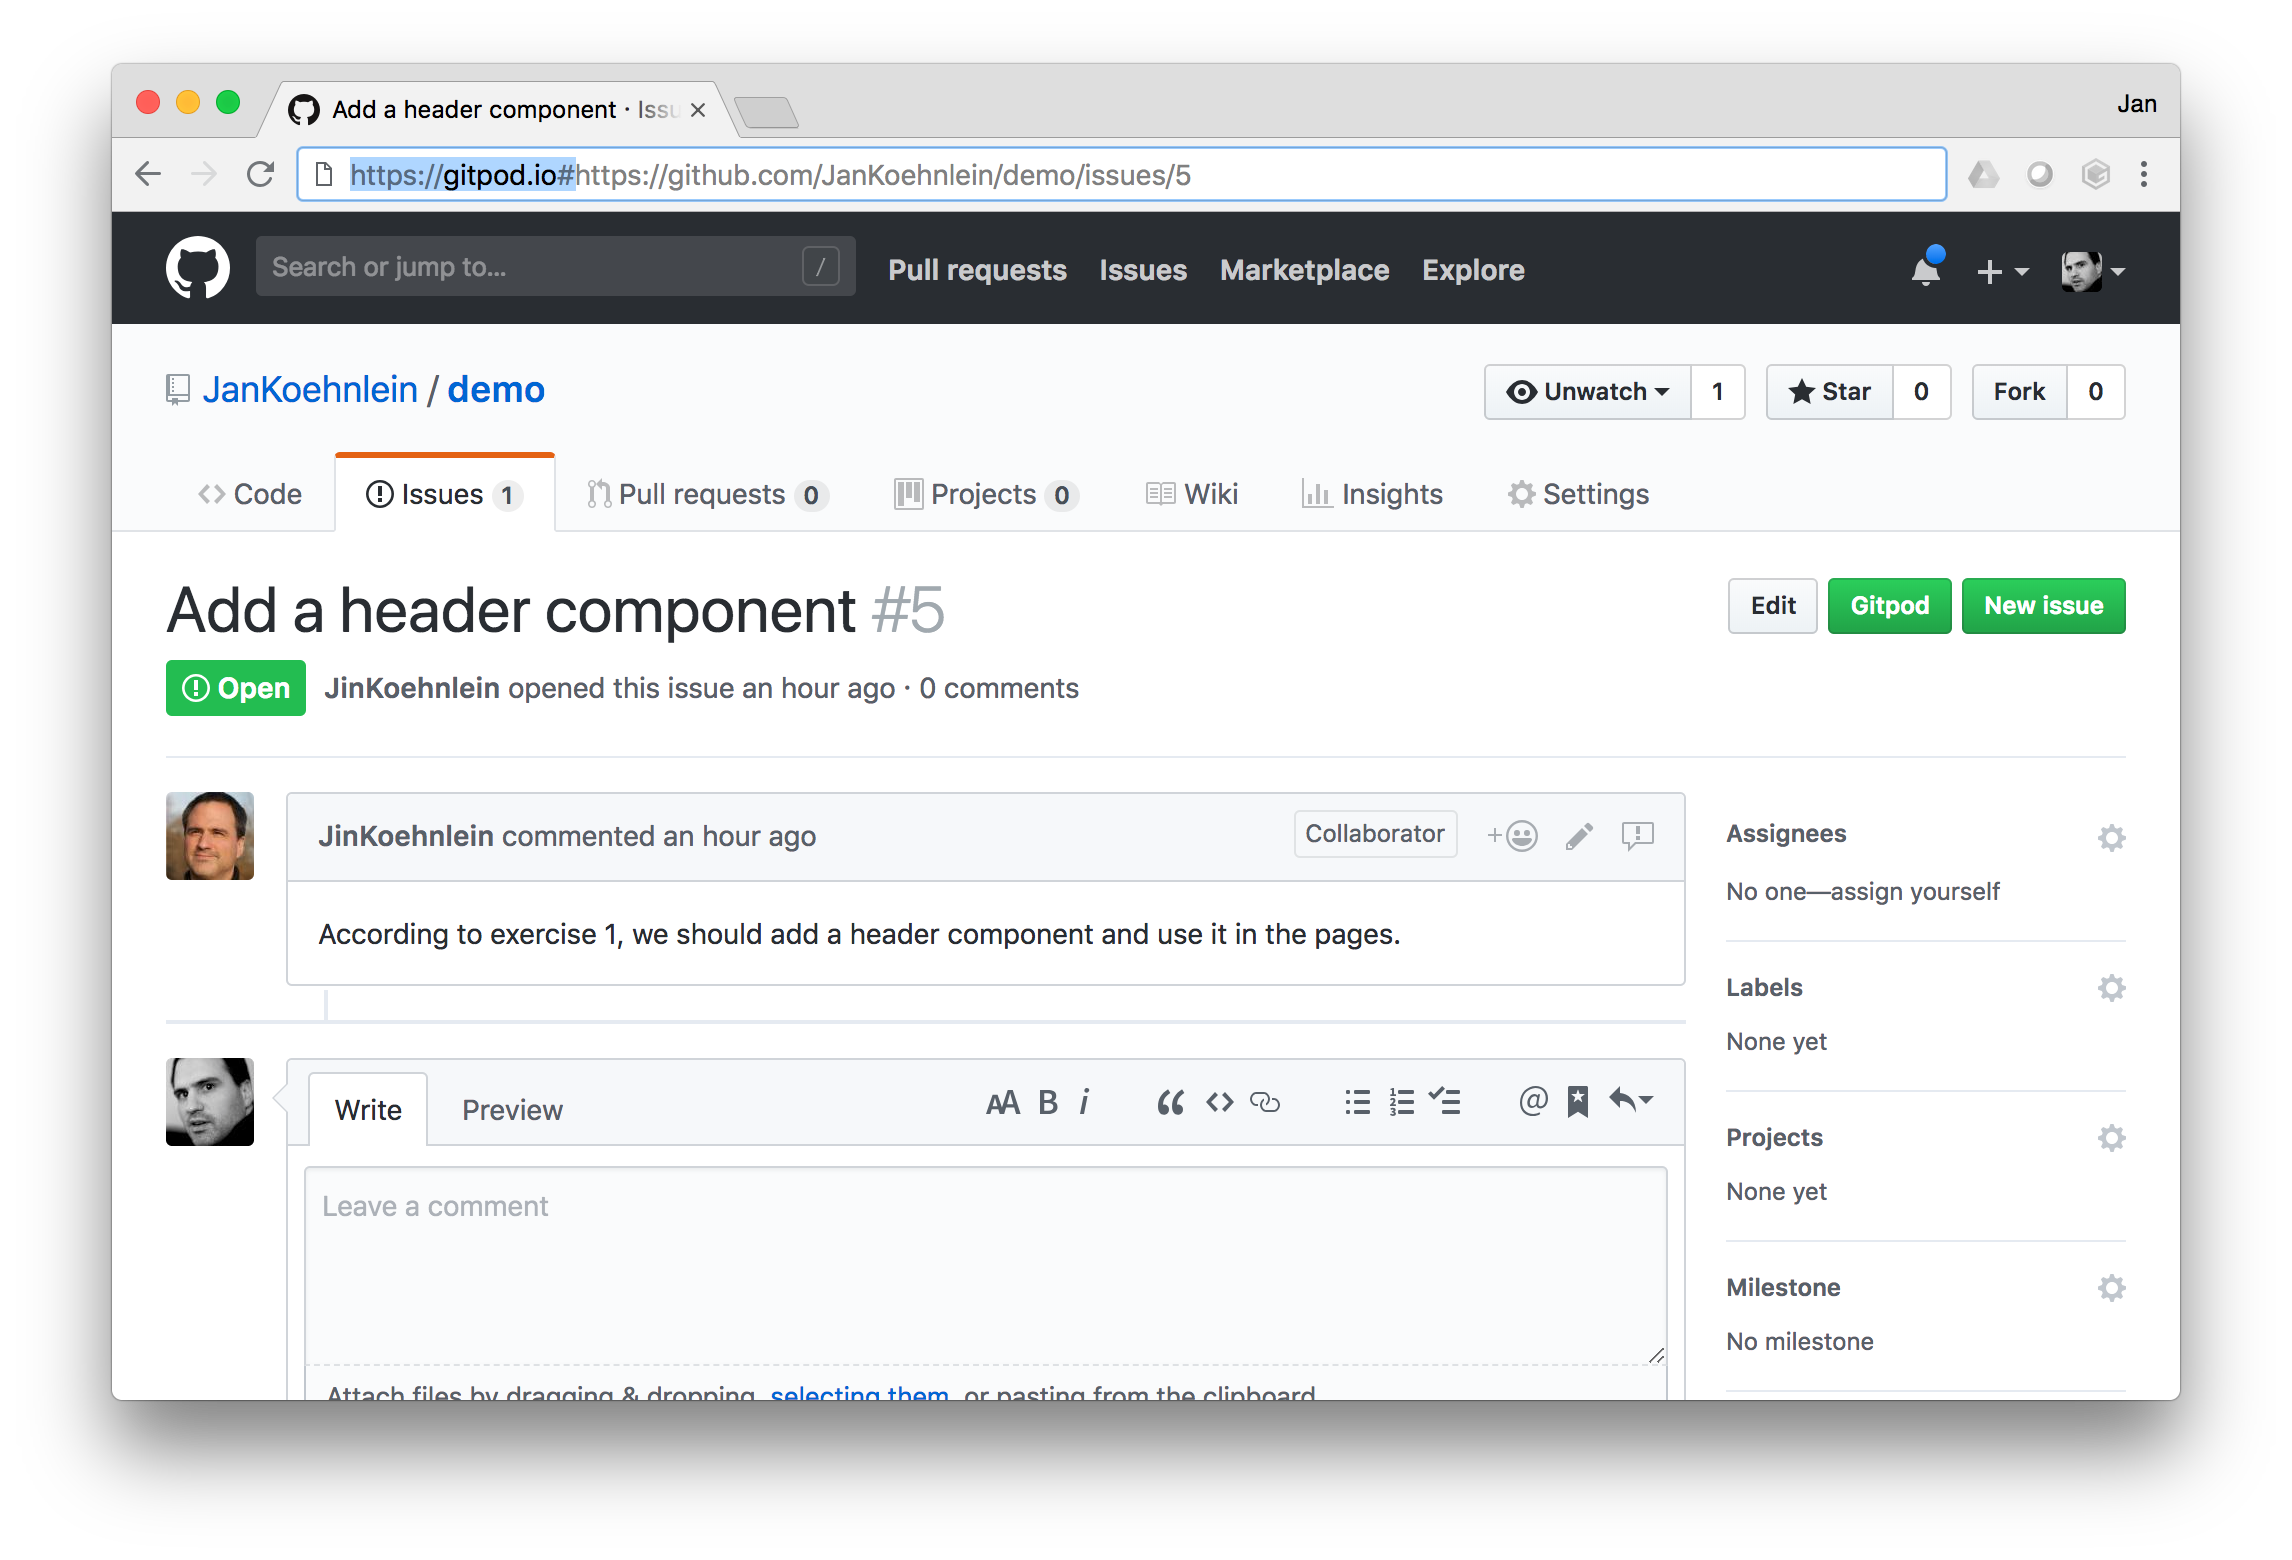 Add a header component · Issu
Jan
https://gitpod.io#https://github.com/JanKoehnlein/demo/issues/5
Search or jump to... / Pull requests Issues Marketplace Explore
JanKoehnlein / demo Unwatch 1 Star 0 Fork 0
Code Issues 1 Pull requests 0 Projects 0 Wiki Insights Settings
Add a header component #5 Edit Gitpod New issue
Open JinKoehnlein opened this issue an hour ago · 0 comments
JinKoehnlein commented an hour ago Collaborator
According to exercise 1, we should add a header component and use it in the pages.
Assignees
No one—assign yourself
Labels
None yet
Projects
None yet
Milestone
No milestone
Write Preview AA B i
Leave a comment
Attach files by dragging & dropping, selecting them, or pasting from the clipboard.